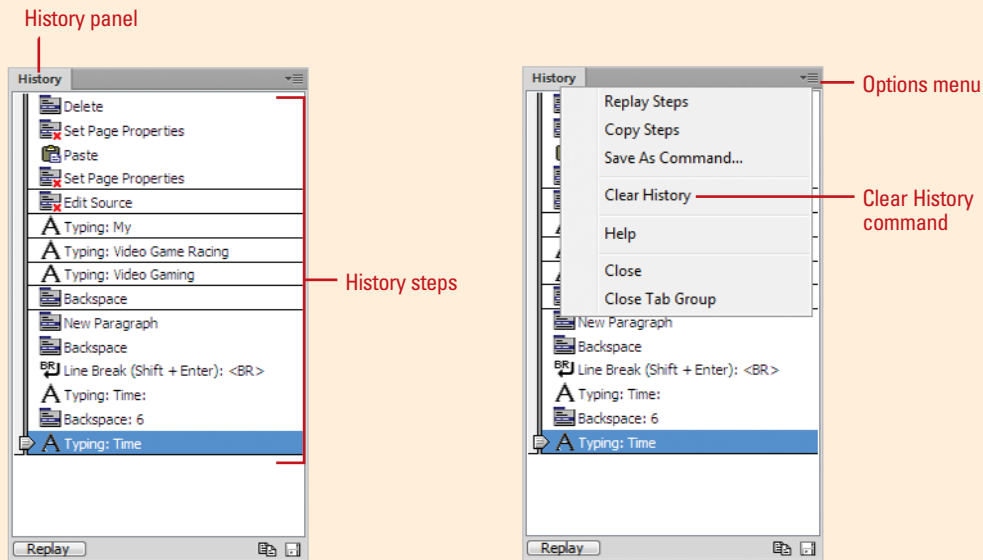 History panel
History
Delete
Set Page Properties
Paste
Set Page Properties
Edit Source
Typing: My
Typing: Video Game Racing
Typing: Video Gaming
Backspace
New Paragraph
Backspace
BR Line Break (Shift + Enter): <BR>
Typing: Time:
Backspace: 6
Typing: Time
Replay
History steps
History
Options menu
Replay Steps
Copy Steps
Save As Command...
Clear History
Clear History
command
Help
Close
Close Tab Group
New Paragraph
Backspace
BR Line Break (Shift + Enter): <BR>
Typing: Time:
Backspace: 6
Typing: Time
Replay